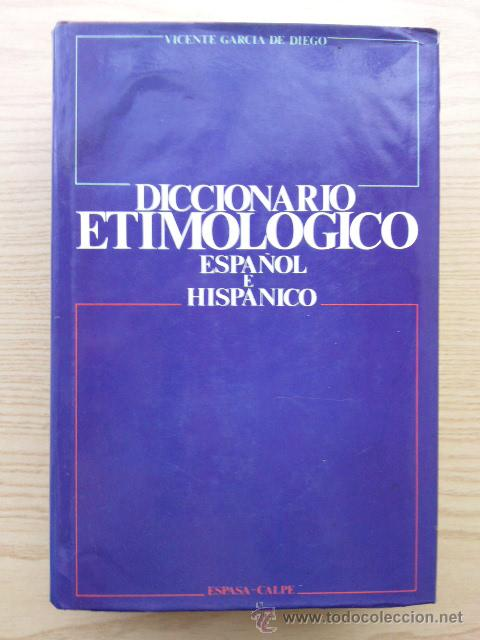 VICENTE GARCIA DE DIEGO
DICCIONARIO
ETIMOLOGICO
ESPAÑOL
E
HISPANICO
ESPASA-CALPE
www.todocoleccion.net